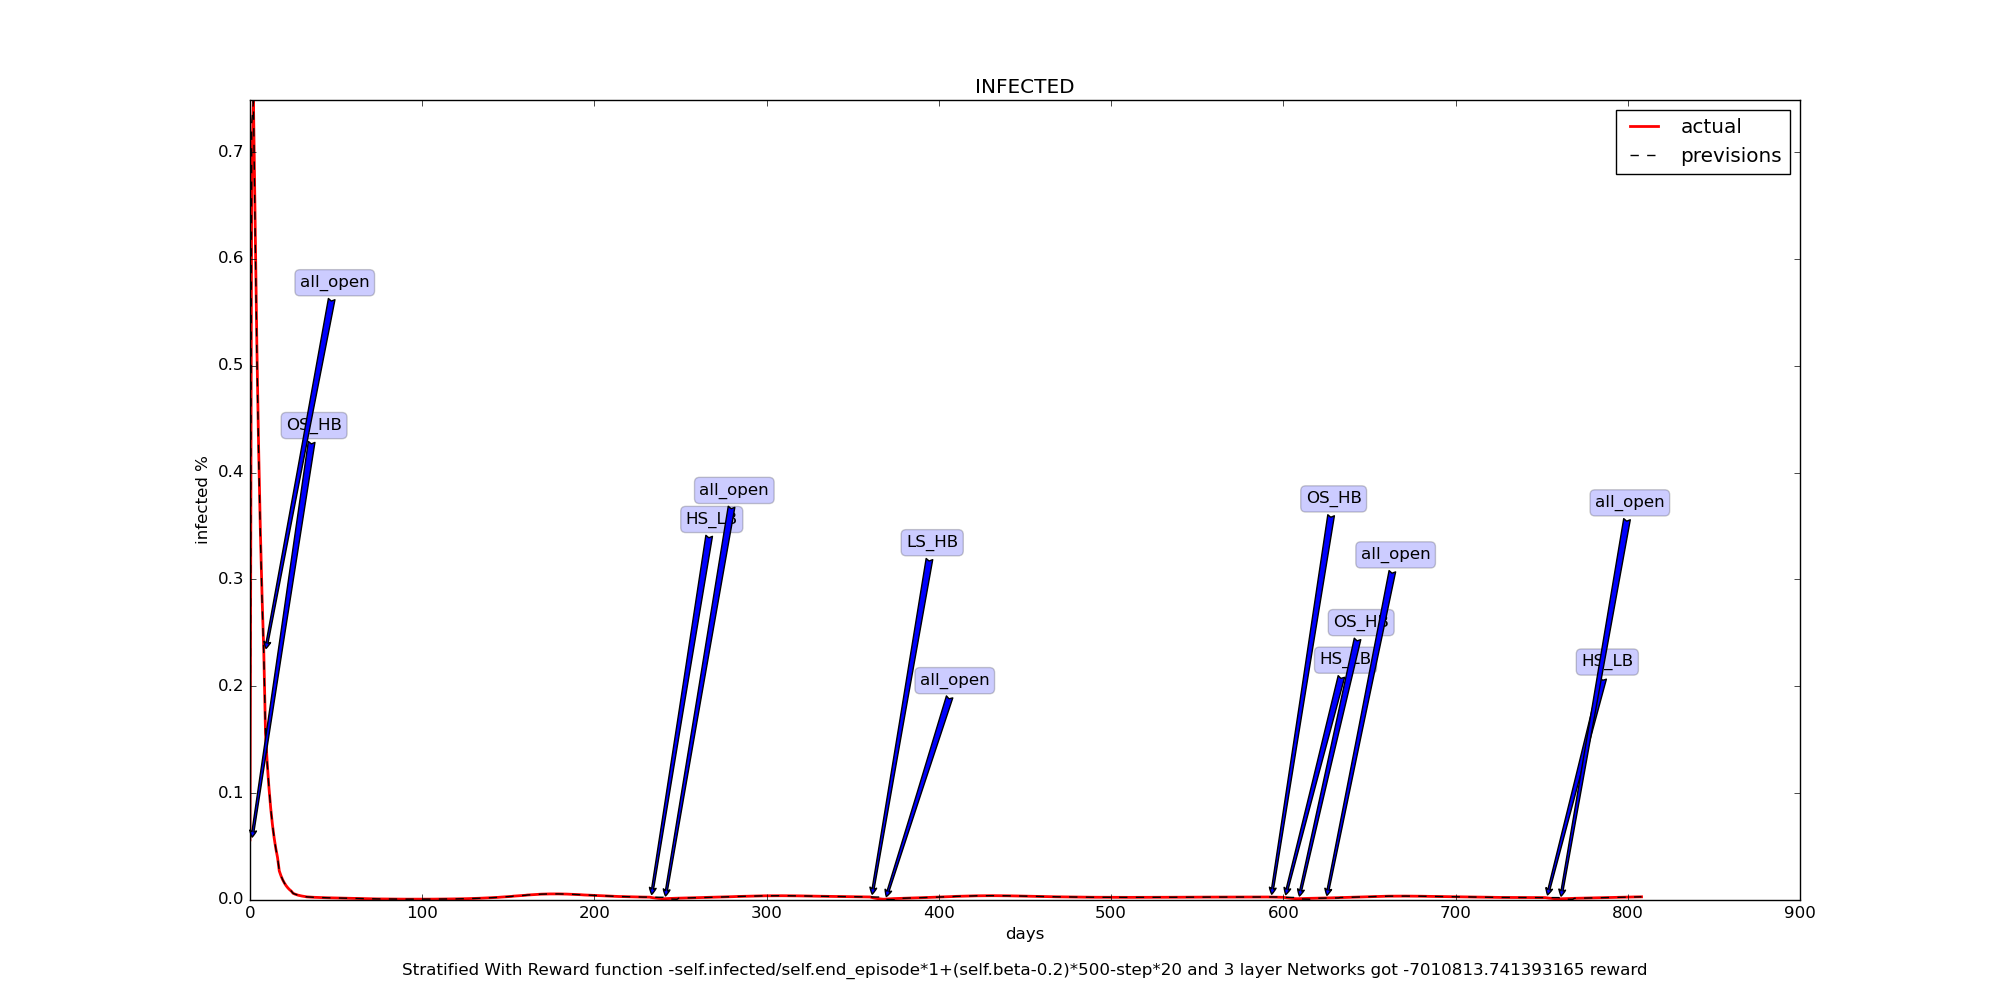 INFECTED
actual
previsions
0.7
0.6
0.5
0.4
0.3
0.2
0.1
0.0
infected %
all_open
OS_HB
all_open
HS_LB
LS_HB
all_open
OS_HB
all_open
OS_HB
HS_LB
all_open
HS_LB
0 100 200 300 400 500 600 700 800 900
days
Stratified With Reward function -self.infected/self.end_episode*1+(self.beta-0.2)*500-step*20 and 3 layer Networks got -7010813.741393165 reward